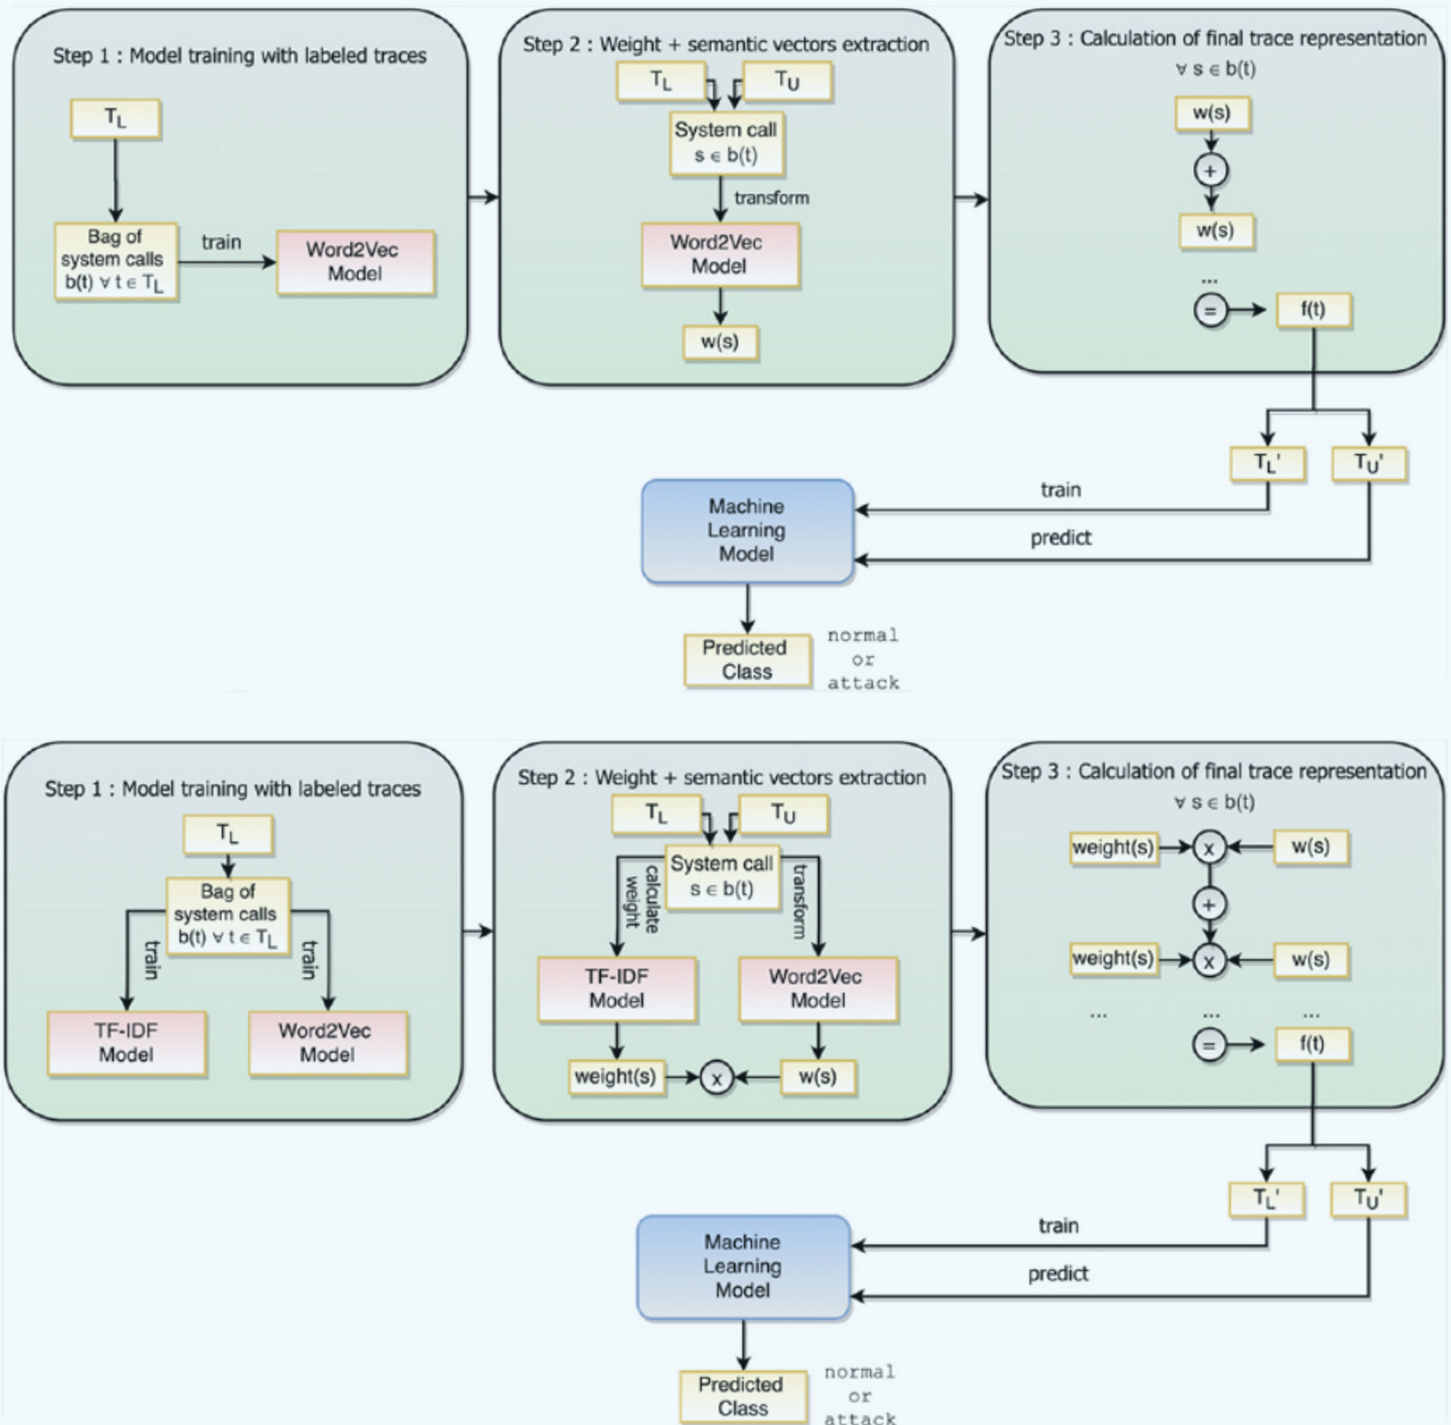 Step 1 : Model training with labeled traces
TL
Bag of
system calls
b(t) ∀ t ∈ TL
train
Word2Vec
Model
Step 2 : Weight + semantic vectors extraction
TL
TU
System call
s ∈ b(t)
transform
Word2Vec
Model
w(s)
Step 3 : Calculation of final trace representation
∀ s ∈ b(t)
w(s)
+
w(s)
...
=
f(t)
TL'
TU'
train
predict
Machine
Learning
Model
Predicted
Class
normal
or
attack
Step 1 : Model training with labeled traces
TL
Bag of
system calls
b(t) ∀ t ∈ TL
train
train
TF-IDF
Model
Word2Vec
Model
Step 2 : Weight + semantic vectors extraction
TL
TU
System call
s ∈ b(t)
calculate
weight
transform
TF-IDF
Model
Word2Vec
Model
weight(s)
x
w(s)
Step 3 : Calculation of final trace representation
∀ s ∈ b(t)
weight(s)
x
w(s)
+
weight(s)
x
w(s)
...
...
...
=
f(t)
TL'
TU'
train
predict
Machine
Learning
Model
Predicted
Class
normal
or
attack